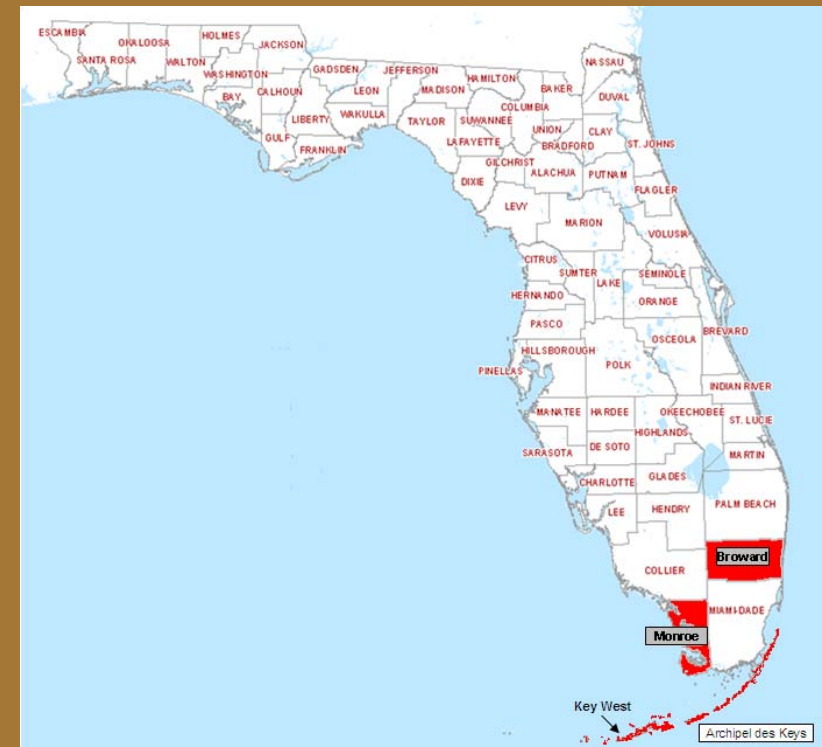 ESCAMBIA
SANTA ROSA
OKALOOSA
WALTON
HOLMES
WASHINGTON
BAY
JACKSON
CALHOUN
GULF
GADSDEN
LIBERTY
FRANKLIN
LEON
WAKULLA
JEFFERSON
MADISON
TAYLOR
HAMILTON
SUWANNEE
LAFAYETTE
DIXIE
COLUMBIA
GILCHRIST
BAKER
UNION
BRADFORD
ALACHUA
LEVY
NASSAU
DUVAL
CLAY
ST. JOHNS
PUTNAM
FLAGLER
MARION
VOLUSIA
CITRUS
SUMTER
LAKE
SEMINOLE
HERNANDO
ORANGE
PASCO
OSCEOLA
BREVARD
HILLSBOROUGH
PINELLAS
POLK
INDIAN RIVER
MANATEE
HARDEE
OKEECHOBEE
ST. LUCIE
HIGHLANDS
SARASOTA
DE SOTO
MARTIN
CHARLOTTE
GLADES
LEE
HENDRY
PALM BEACH
Broward
COLLIER
MIAMI-DADE
Monroe
Key West
Archipel des Keys